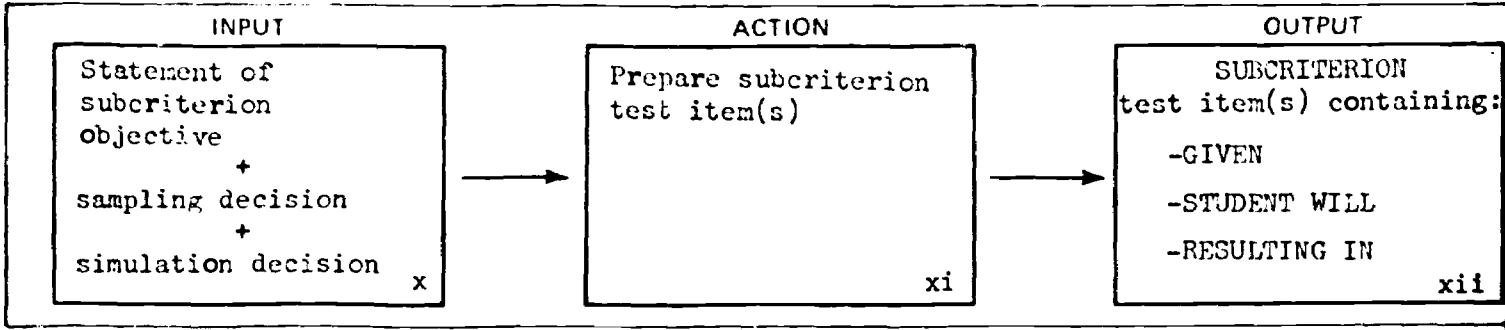 INPUT
Statement of
subcriterion
objective
+
sampling decision
+
simulation decision
x
ACTION
Prepare subcriterion
test item(s)
xi
OUTPUT
SUBCRITERION
test item(s) containing:
-GIVEN
-STUDENT WILL
-RESULTING IN
xii